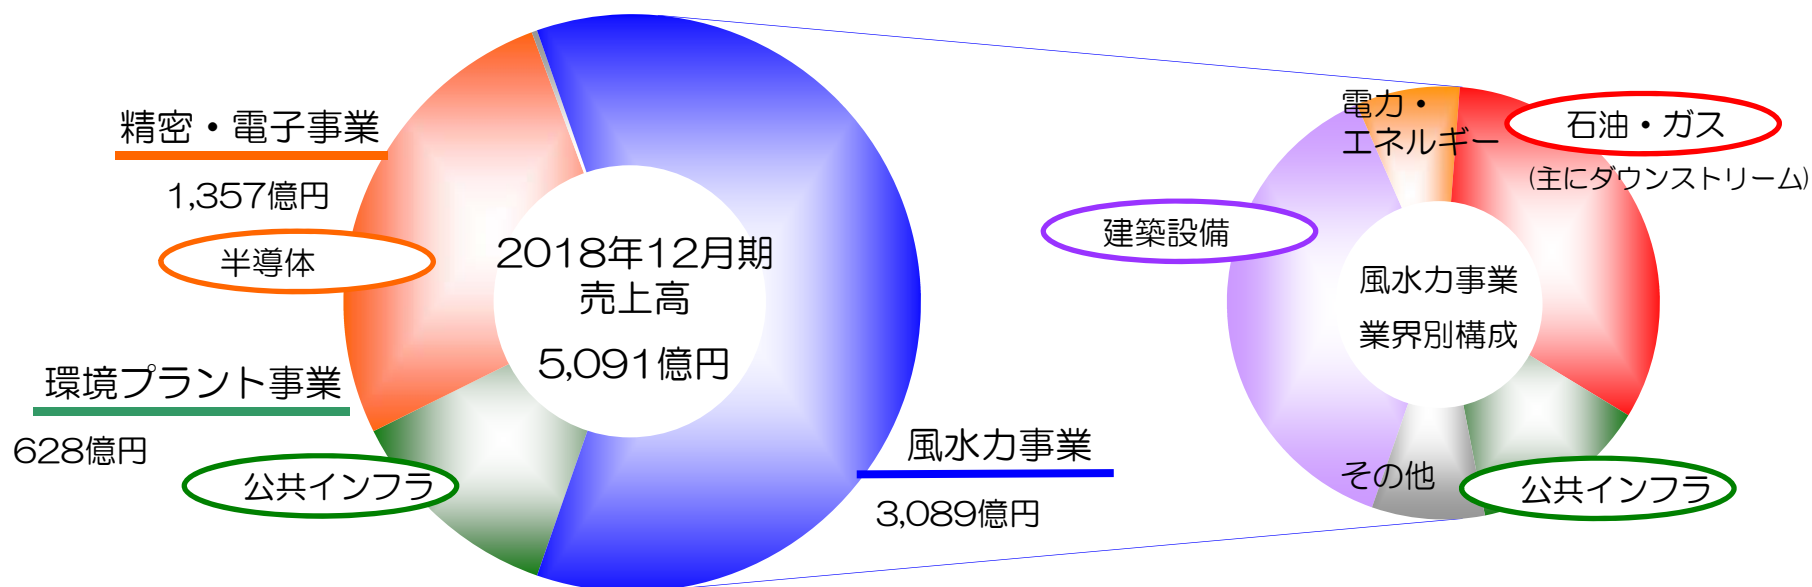 精密・電子事業
1,357億円
半導体
環境プラント事業
628億円
公共インフラ
2018年12月期
売上高
5,091億円
風水力事業
3,089億円
電力・
エネルギー
石油・ガス
(主にダウンストリーム)
建築設備
風水力事業
業界別構成
その他
公共インフラ